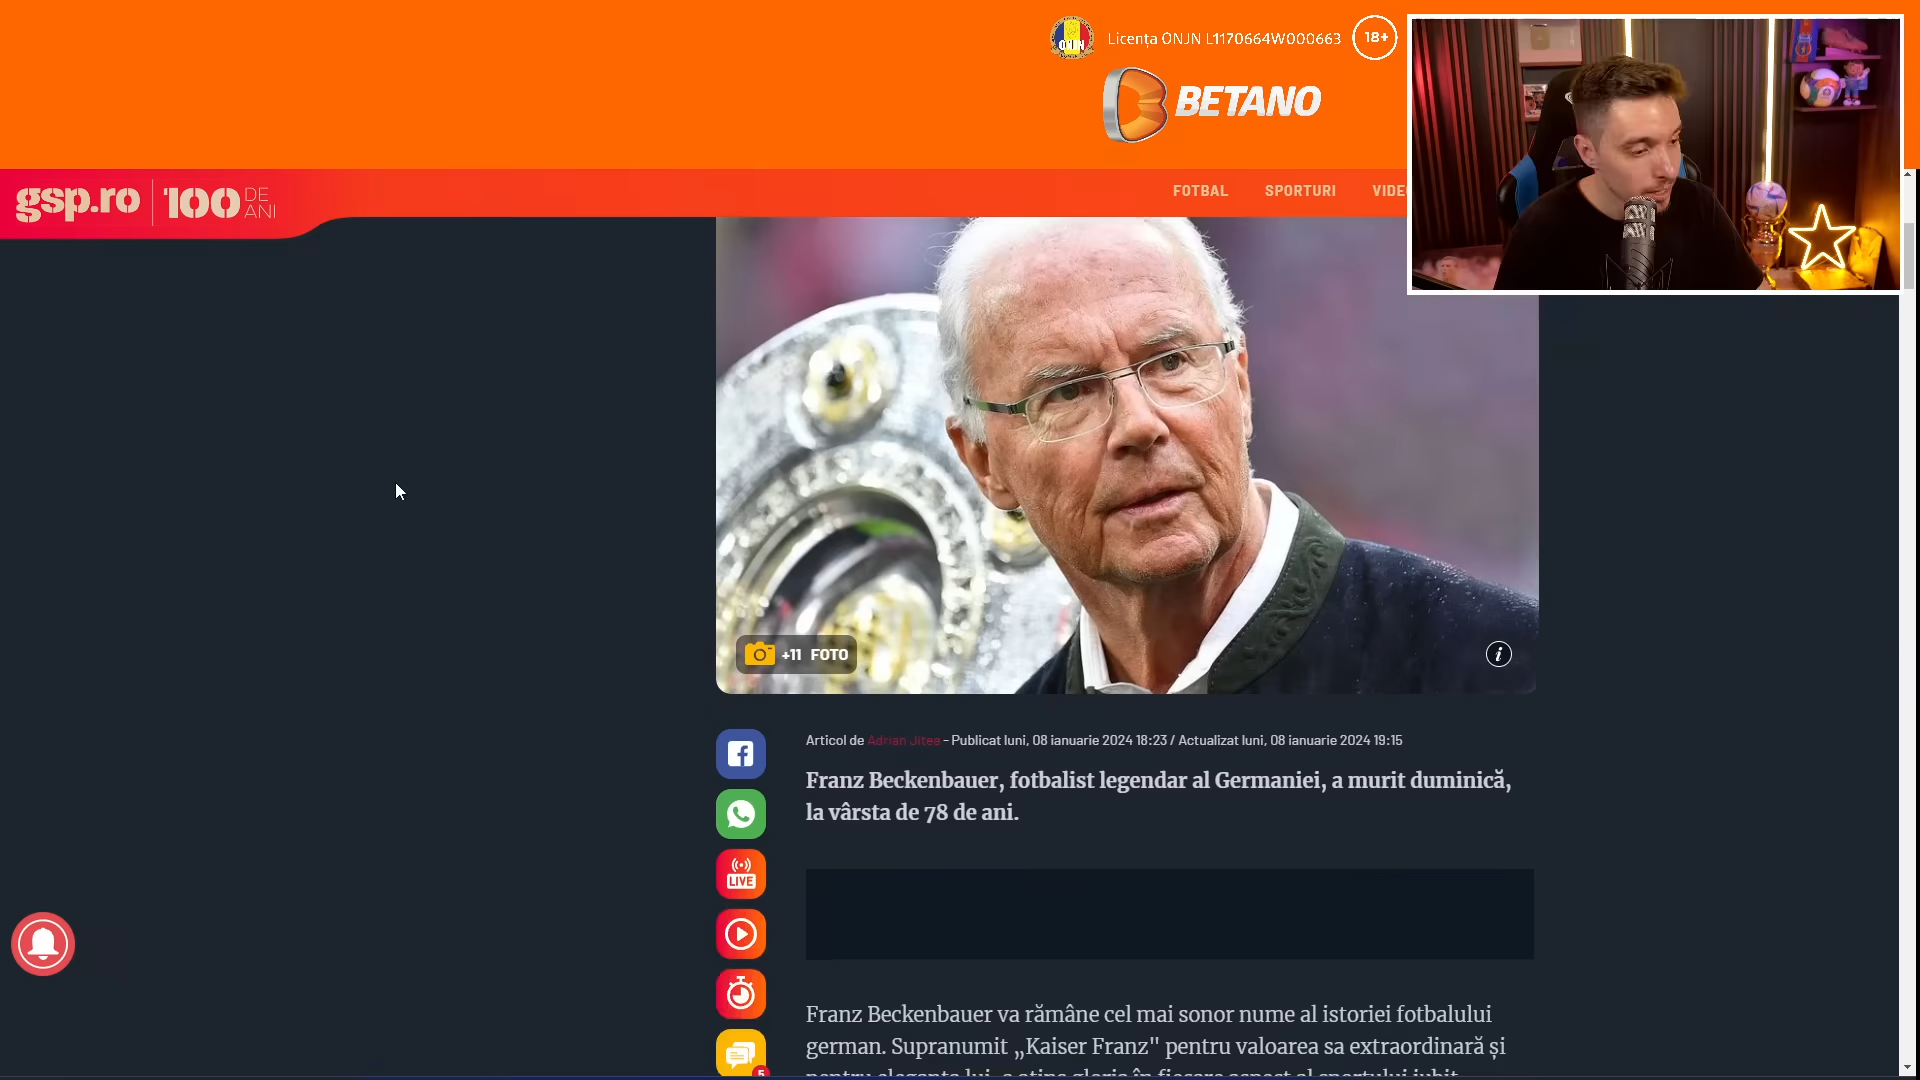 Licența ONJN L1170664W000663
18+
ONJN
BETANO
gsp.ro
100 DE ANI
FOTBAL
SPORTURI
+11 FOTO
i
Articol de Adrian Jitea - Publicat luni, 08 ianuarie 2024 18:23 / Actualizat luni, 08 ianuarie 2024 19:15
Franz Beckenbauer, fotbalist legendar al Germaniei, a murit duminică,
la vârsta de 78 de ani.
LIVE
Franz Beckenbauer va rămâne cel mai sonor nume al istoriei fotbalului
german. Supranumit „Kaiser Franz" pentru valoarea sa extraordinară și
5